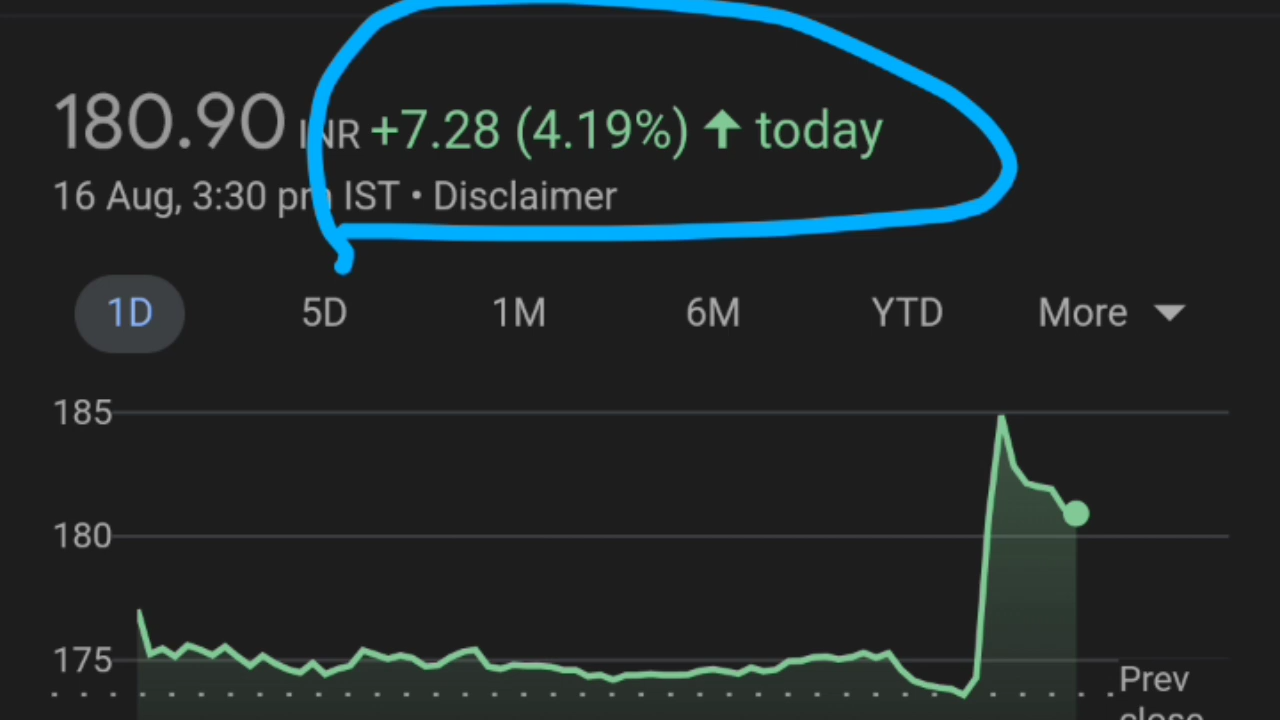 180.90 INR +7.28 (4.19%) ↑ today
16 Aug, 3:30 pm IST • Disclaimer
1D 5D 1M 6M YTD More
185
180
175
Prev
close